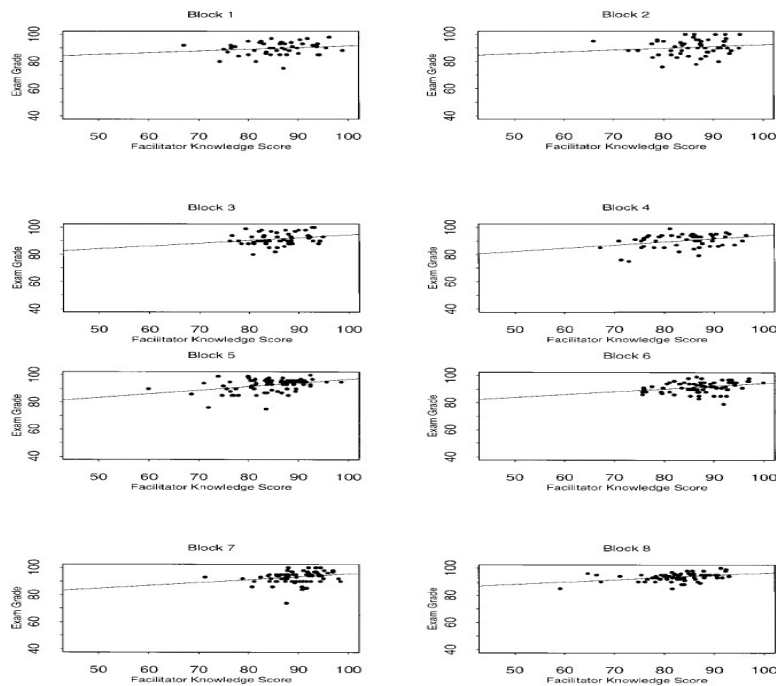 Block 1
Exam Grade
100
80
60
40
50 60 70 80 90 100
Facilitator Knowledge Score
Block 2
Exam Grade
100
80
60
40
50 60 70 80 90 100
Facilitator Knowledge Score
Block 3
Exam Grade
100
80
60
40
50 60 70 80 90 100
Facilitator Knowledge Score
Block 4
Exam Grade
100
80
60
40
50 60 70 80 90 100
Facilitator Knowledge Score
Block 5
Exam Grade
100
80
60
40
50 60 70 80 90 100
Facilitator Knowledge Score
Block 6
Exam Grade
100
80
60
40
50 60 70 80 90 100
Facilitator Knowledge Score
Block 7
Exam Grade
100
80
60
40
50 60 70 80 90 100
Facilitator Knowledge Score
Block 8
Exam Grade
100
80
60
40
50 60 70 80 90 100
Facilitator Knowledge Score